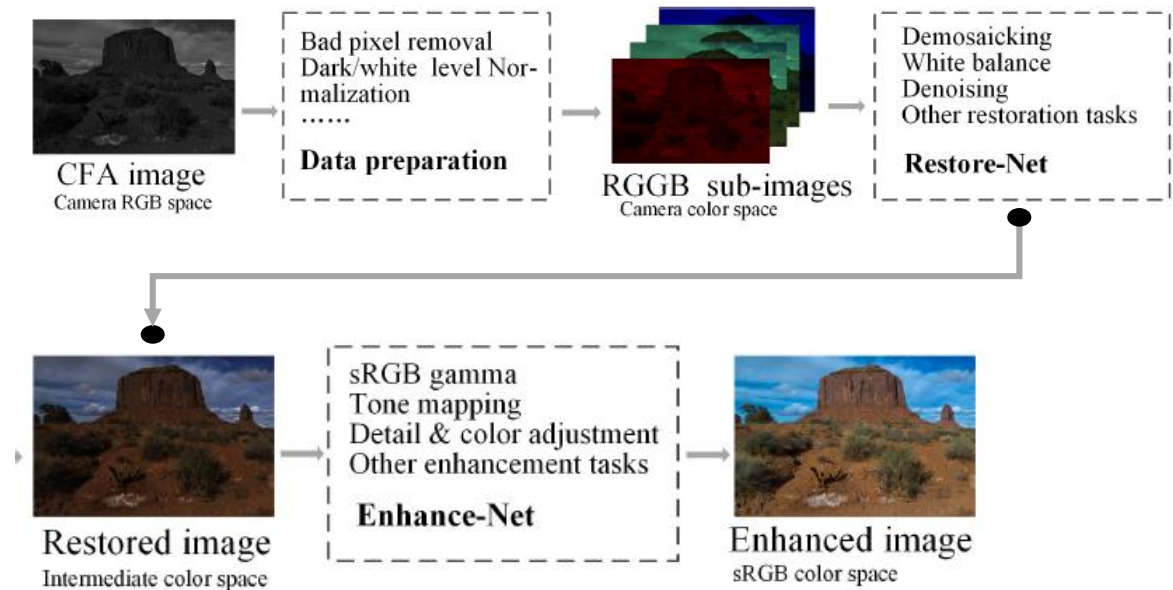 Bad pixel removal
Dark/white level Nor-
malization
......
Data preparation
CFA image
Camera RGB space
RGGB sub-images
Camera color space
Demosaicking
White balance
Denoising
Other restoration tasks
Restore-Net
Restored image
Intermediate color space
sRGB gamma
Tone mapping
Detail & color adjustment
Other enhancement tasks
Enhance-Net
Enhanced image
sRGB color space